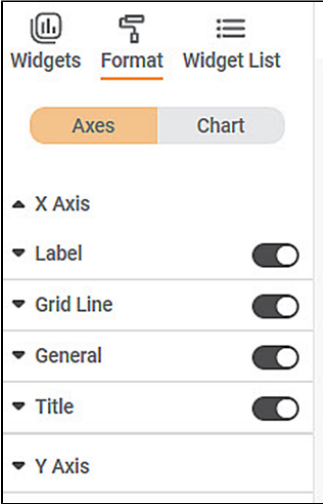 Widgets Format Widget List
Axes Chart
X Axis
Label
Grid Line
General
Title
Y Axis